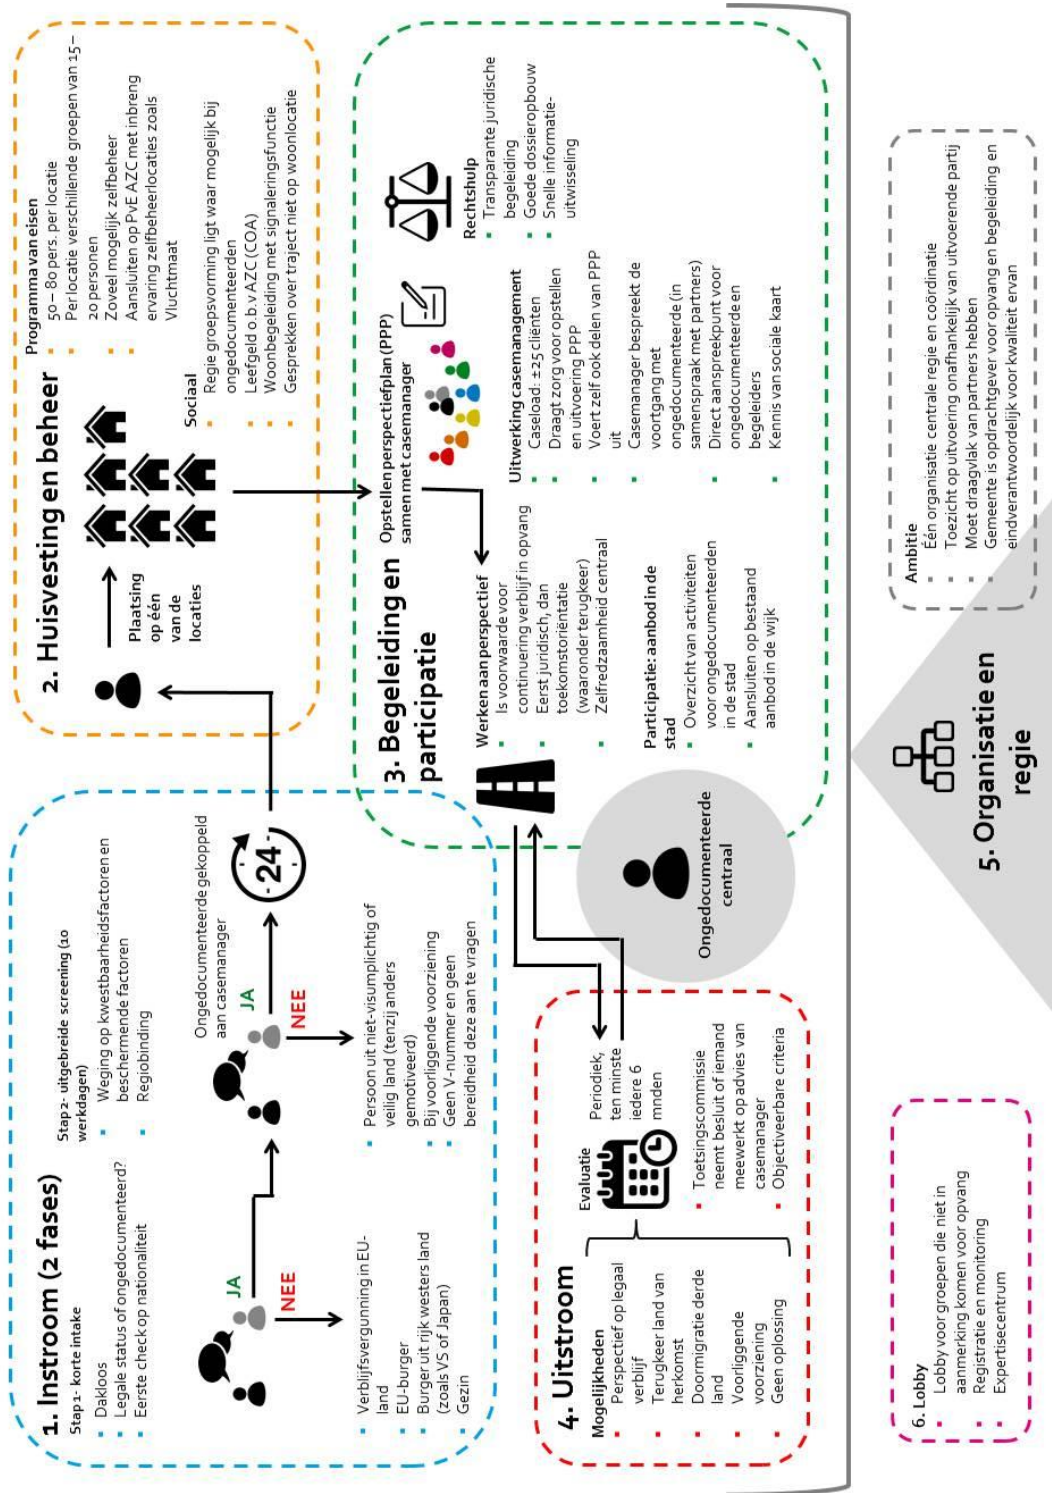 1. Instroom (2 fases)
Stap 1- korte intake
▪ Dakloos
▪ Legale status of ongedocumenteerd?
▪ Eerste check op nationaliteit
JA
NEE
▪ Verblijfsvergunning in EU-
land
▪ EU-burger
▪ Burger uit rijk westers land
(zoals VS of Japan)
▪ Gezin
Stap 2- uitgebreide screening (10
werkdagen)
▪ Weging op kwestbaarheidsfactoren en
beschermende factoren
▪ Regiobinding
JA
NEE
Ongedocumenteerde gekoppeld
aan casemanager
24
▪ Persoon uit niet-visumplichtig of
veilig land (tenzij anders
gemotiveerd)
▪ Bij voorliggende voorziening
▪ Geen V-nummer en geen
bereidheid deze aan te vragen
2. Huisvesting en beheer
Plaatsing
op één
van de
locaties
Programma van eisen
▪ 50 – 80 pers. per locatie
▪ Per locatie verschillende groepen van 15 –
20 personen
▪ Zoveel mogelijk zelfbeheer
▪ Aansluiten op PvE AZC met inbreng
ervaring zelfbeheerlocaties zoals
Vluchtmaat
Sociaal
▪ Regie groepsvorming ligt waar mogelijk bij
ongedocumenteerden
▪ Leefgeld o.b.v AZC (COA)
▪ Woonbegeleiding met signaleringsfunctie
▪ Gesprekken over traject niet op woonlocatie
3. Begeleiding en
participatie
Opstellen perspectiefplan (PPP)
samen met casemanager
Werken aan perspectief
▪ Is voorwaarde voor
continuering verblijf in opvang
▪ Eerst juridisch, dan
toekomstoriëntatie
(waaronder terugkeer)
▪ Zelfredzaamheid centraal
Participatie: aanbod in de
stad
▪ Overzicht van activiteiten
voor ongedocumenteerden
in de stad
▪ Aansluiten op bestaand
aanbod in de wijk
Uitwerking casemanagement
▪ Caseload: ±25 cliënten
▪ Draagt zorg voor opstellen
en uitvoering PPP
▪ Voert zelf ook delen van PPP
uit
▪ Casemanager bespreekt de
voortgang met
ongedocumenteerde (in
samenspraak met partners)
▪ Direct aanspreekpunt voor
ongedocumenteerde en
begeleiders
▪ Kennis van sociale kaart
Rechtshulp
▪ Transparante juridische
begeleiding
▪ Goede dossieropbouw
▪ Snelle informatie-
uitwisseling
4. Uitstroom
Mogelijkheden
▪ Perspectief op legaal
verblijf
▪ Terugkeer land van
herkomst
▪ Doormigratie derde
land
▪ Voorliggende
voorziening
▪ Geen oplossing
Evaluatie
Periodiek,
ten minste
iedere 6
mnden
▪ Toetsingscommissie
neemt besluit of iemand
meewerkt op advies van
casemanager
▪ Objectiveerbare criteria
Ongedocumenteerde
centraal
5. Organisatie en
regie
Ambitie
▪ Één organisatie centrale regie en coördinatie
▪ Toezicht op uitvoering onafhankelijk van uitvoerende partij
▪ Moet draagvlak van partners hebben
▪ Gemeente is opdrachtgever voor opvang en begeleiding en
eindverantwoordelijk voor kwaliteit ervan
6. Lobby
▪ Lobby voor groepen die niet in
aanmerking komen voor opvang
▪ Registratie en monitoring
▪ Expertisecentrum